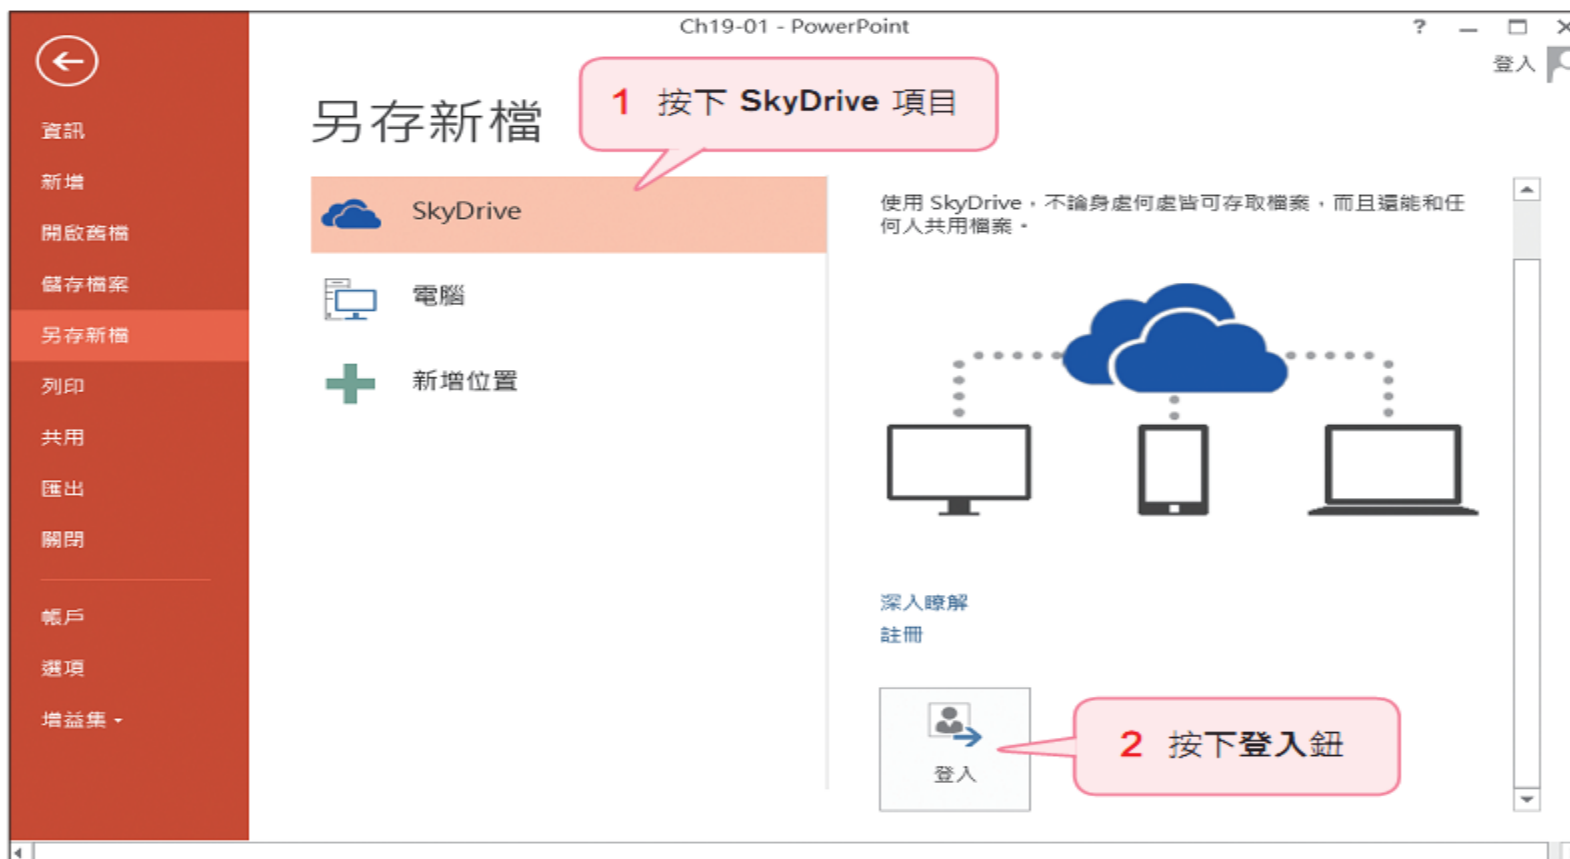 Ch19-01 - PowerPoint
?
登入
資訊
新增
開啟舊檔
儲存檔案
另存新檔
列印
共用
匯出
關閉
帳戶
選項
增益集
另存新檔
1 按下 SkyDrive 項目
SkyDrive
電腦
新增位置
使用 SkyDrive，不論身處何處皆可存取檔案，而且還能和任
何人共用檔案。
深入瞭解
註冊
登入
2 按下登入鈕